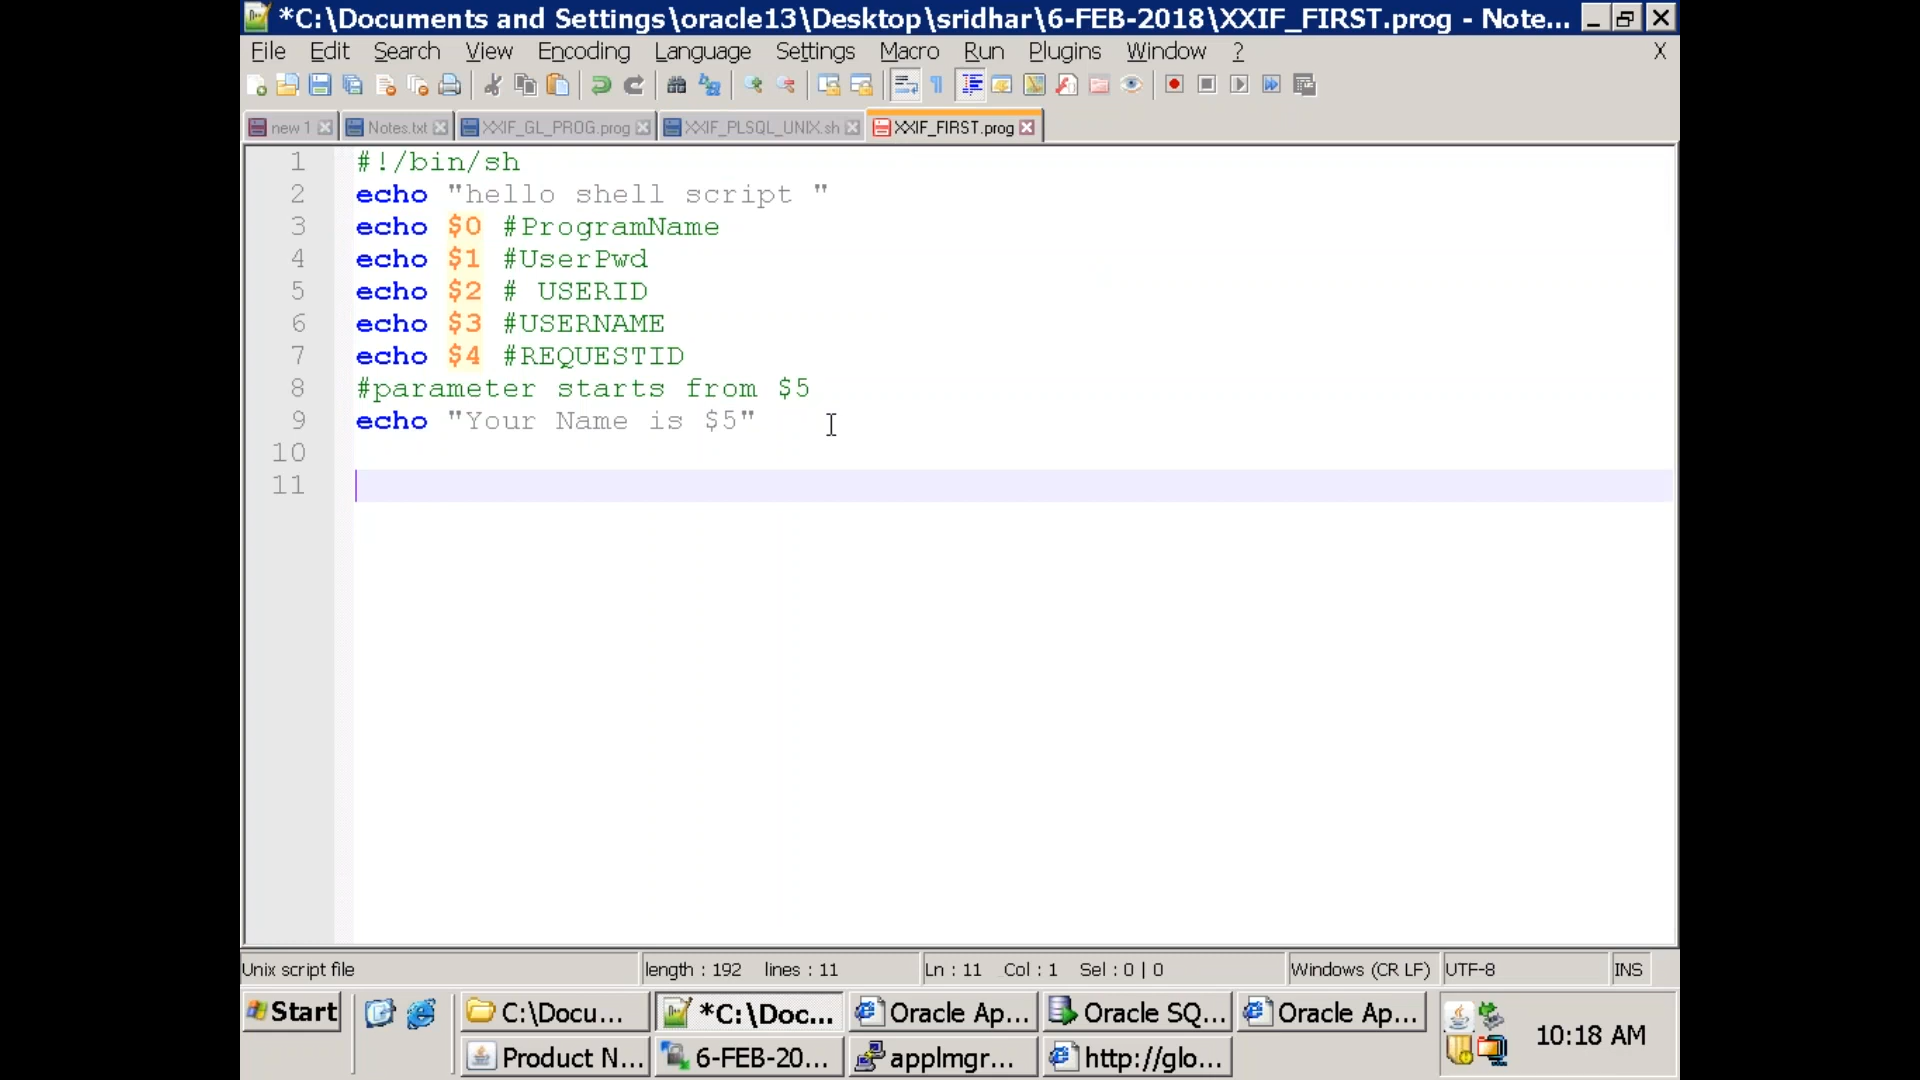 *C:\Documents and Settings\oracle13\Desktop\sridhar\6-FEB-2018\XXIF_FIRST.prog - Note...
File Edit Search View Encoding Language Settings Macro Run Plugins Window ? X
new 1 Notes.txt XXIF_GL_PROG.prog XXIF_PLSQL_UNIX.sh XXIF_FIRST.prog
1 #!/bin/sh
2 echo "hello shell script "
3 echo $0 #ProgramName
4 echo $1 #UserPwd
5 echo $2 # USERID
6 echo $3 #USERNAME
7 echo $4 #REQUESTID
8 #parameter starts from $5
9 echo "Your Name is $5"
10
11
Unix script file length : 192 lines : 11 Ln : 11 Col : 1 Sel : 0 | 0 Windows (CR LF) UTF-8 INS
Start C:\Docu... *C:\Doc... Oracle Ap... Oracle SQ... Oracle Ap... 10:18 AM
Product N... 6-FEB-20... applmgr... http://glo...